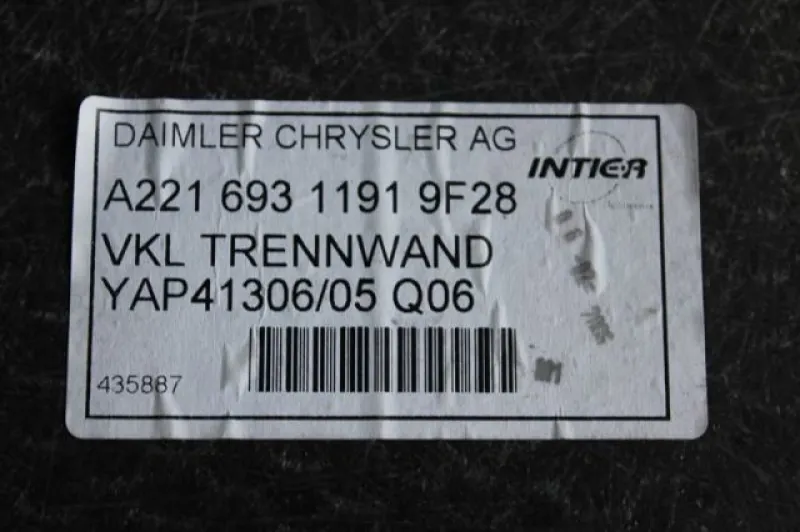 DAIMLER CHRYSLER AG
INTIER
A221 693 1191 9F28
VKL TRENNWAND
YAP41306/05 Q06
435887